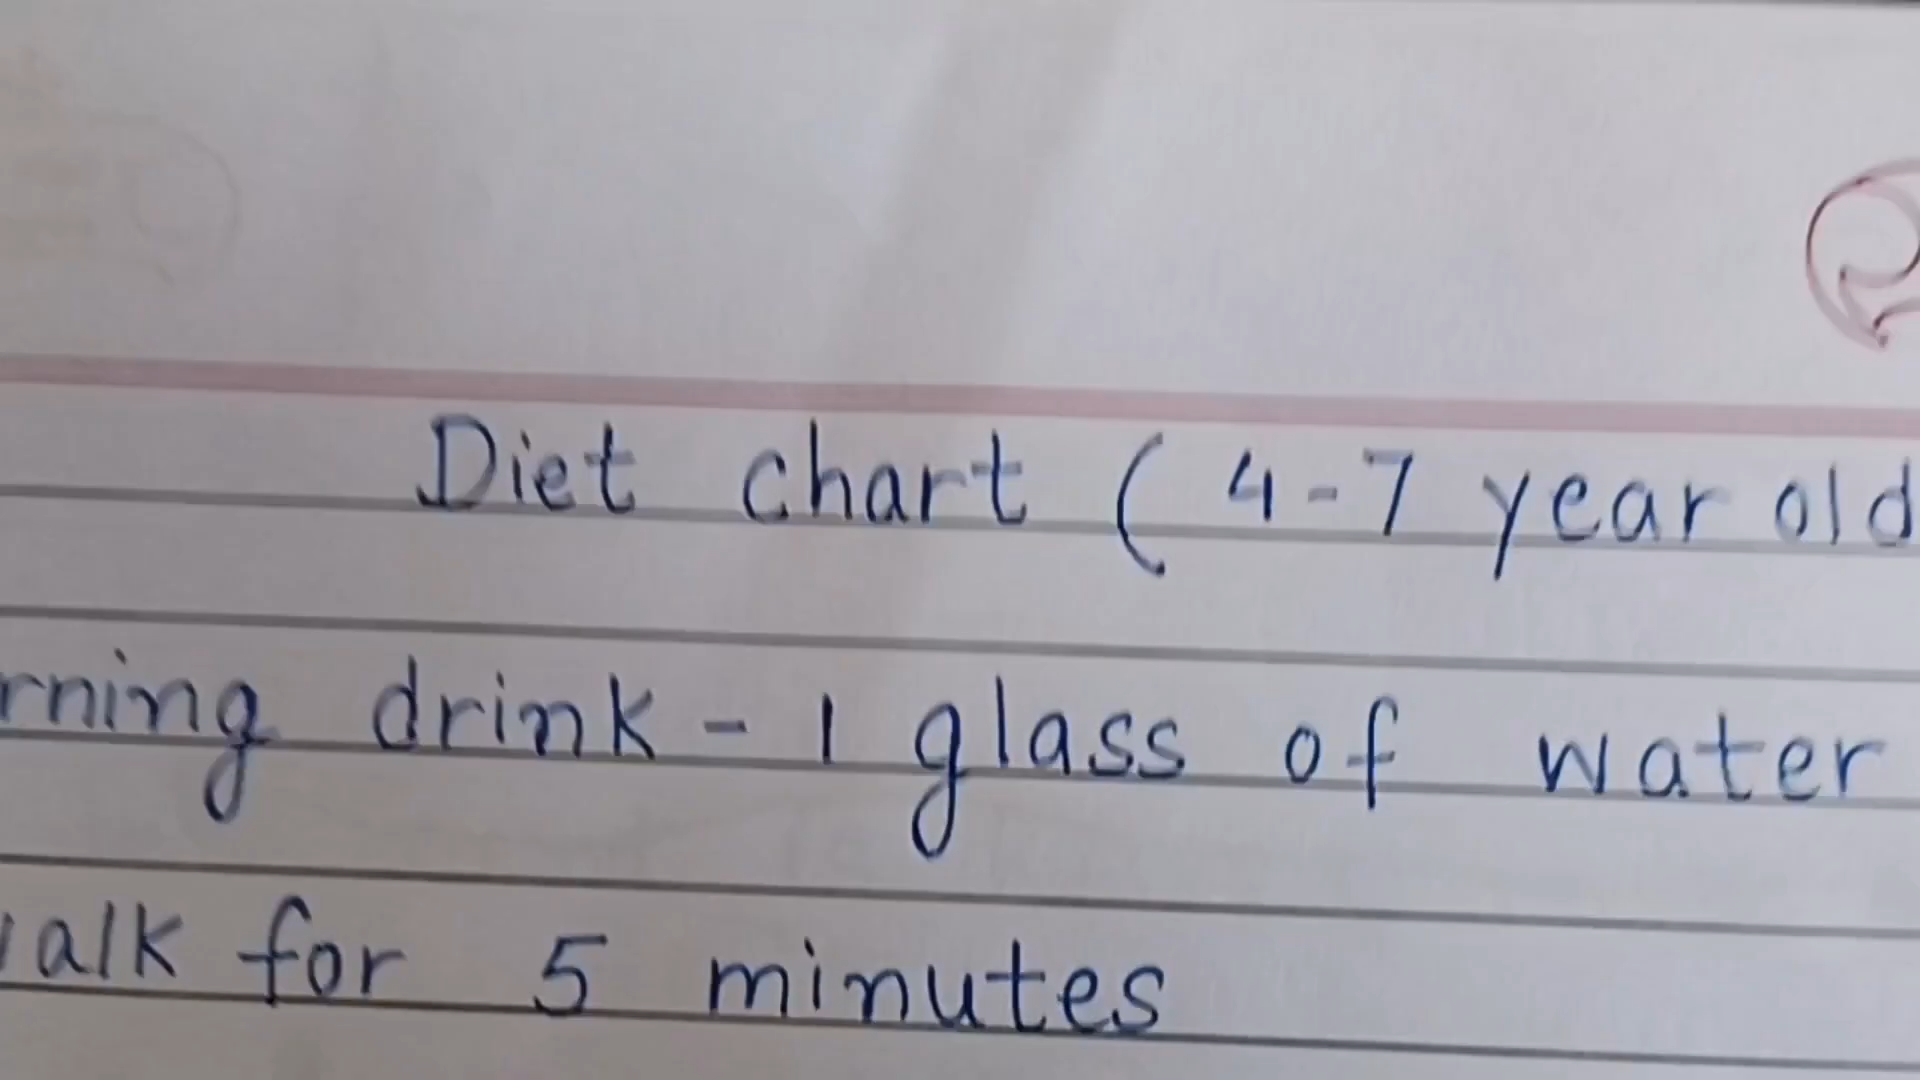 Diet chart ( 4-7 year old
rning drink - 1 glass of water
alk for 5 minutes